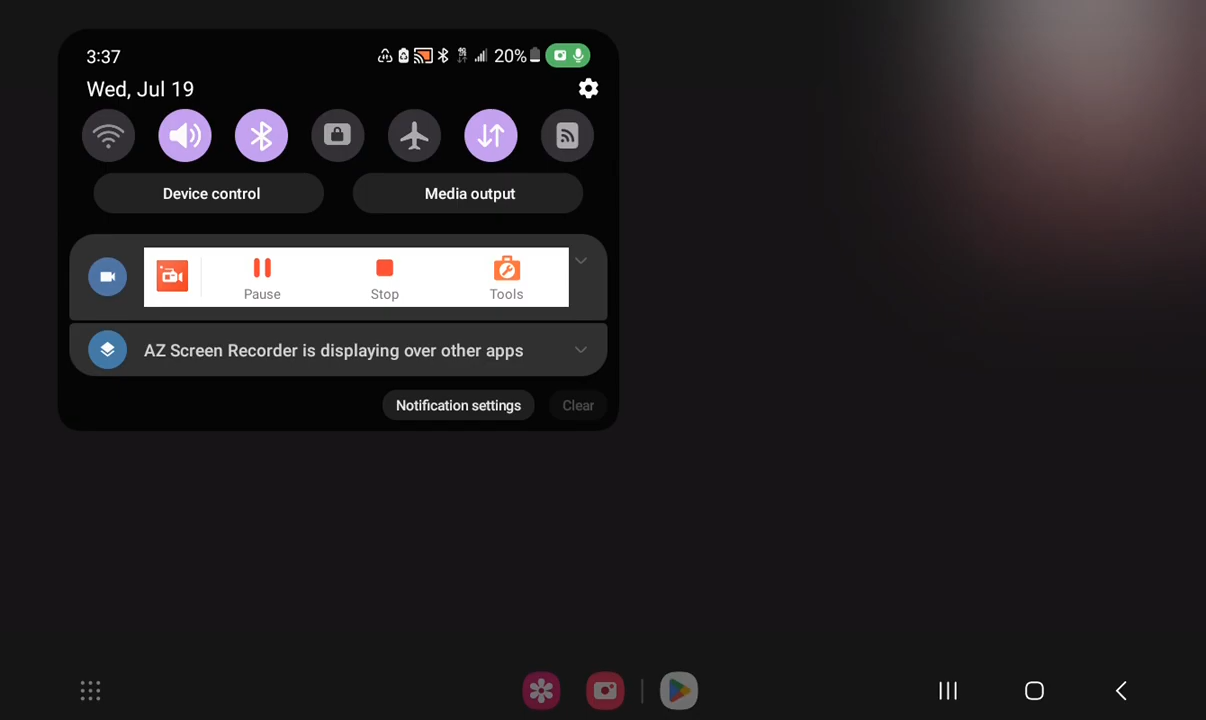 3:37
20%
Wed, Jul 19
Device control
Media output
Pause
Stop
Tools
AZ Screen Recorder is displaying over other apps
Notification settings
Clear